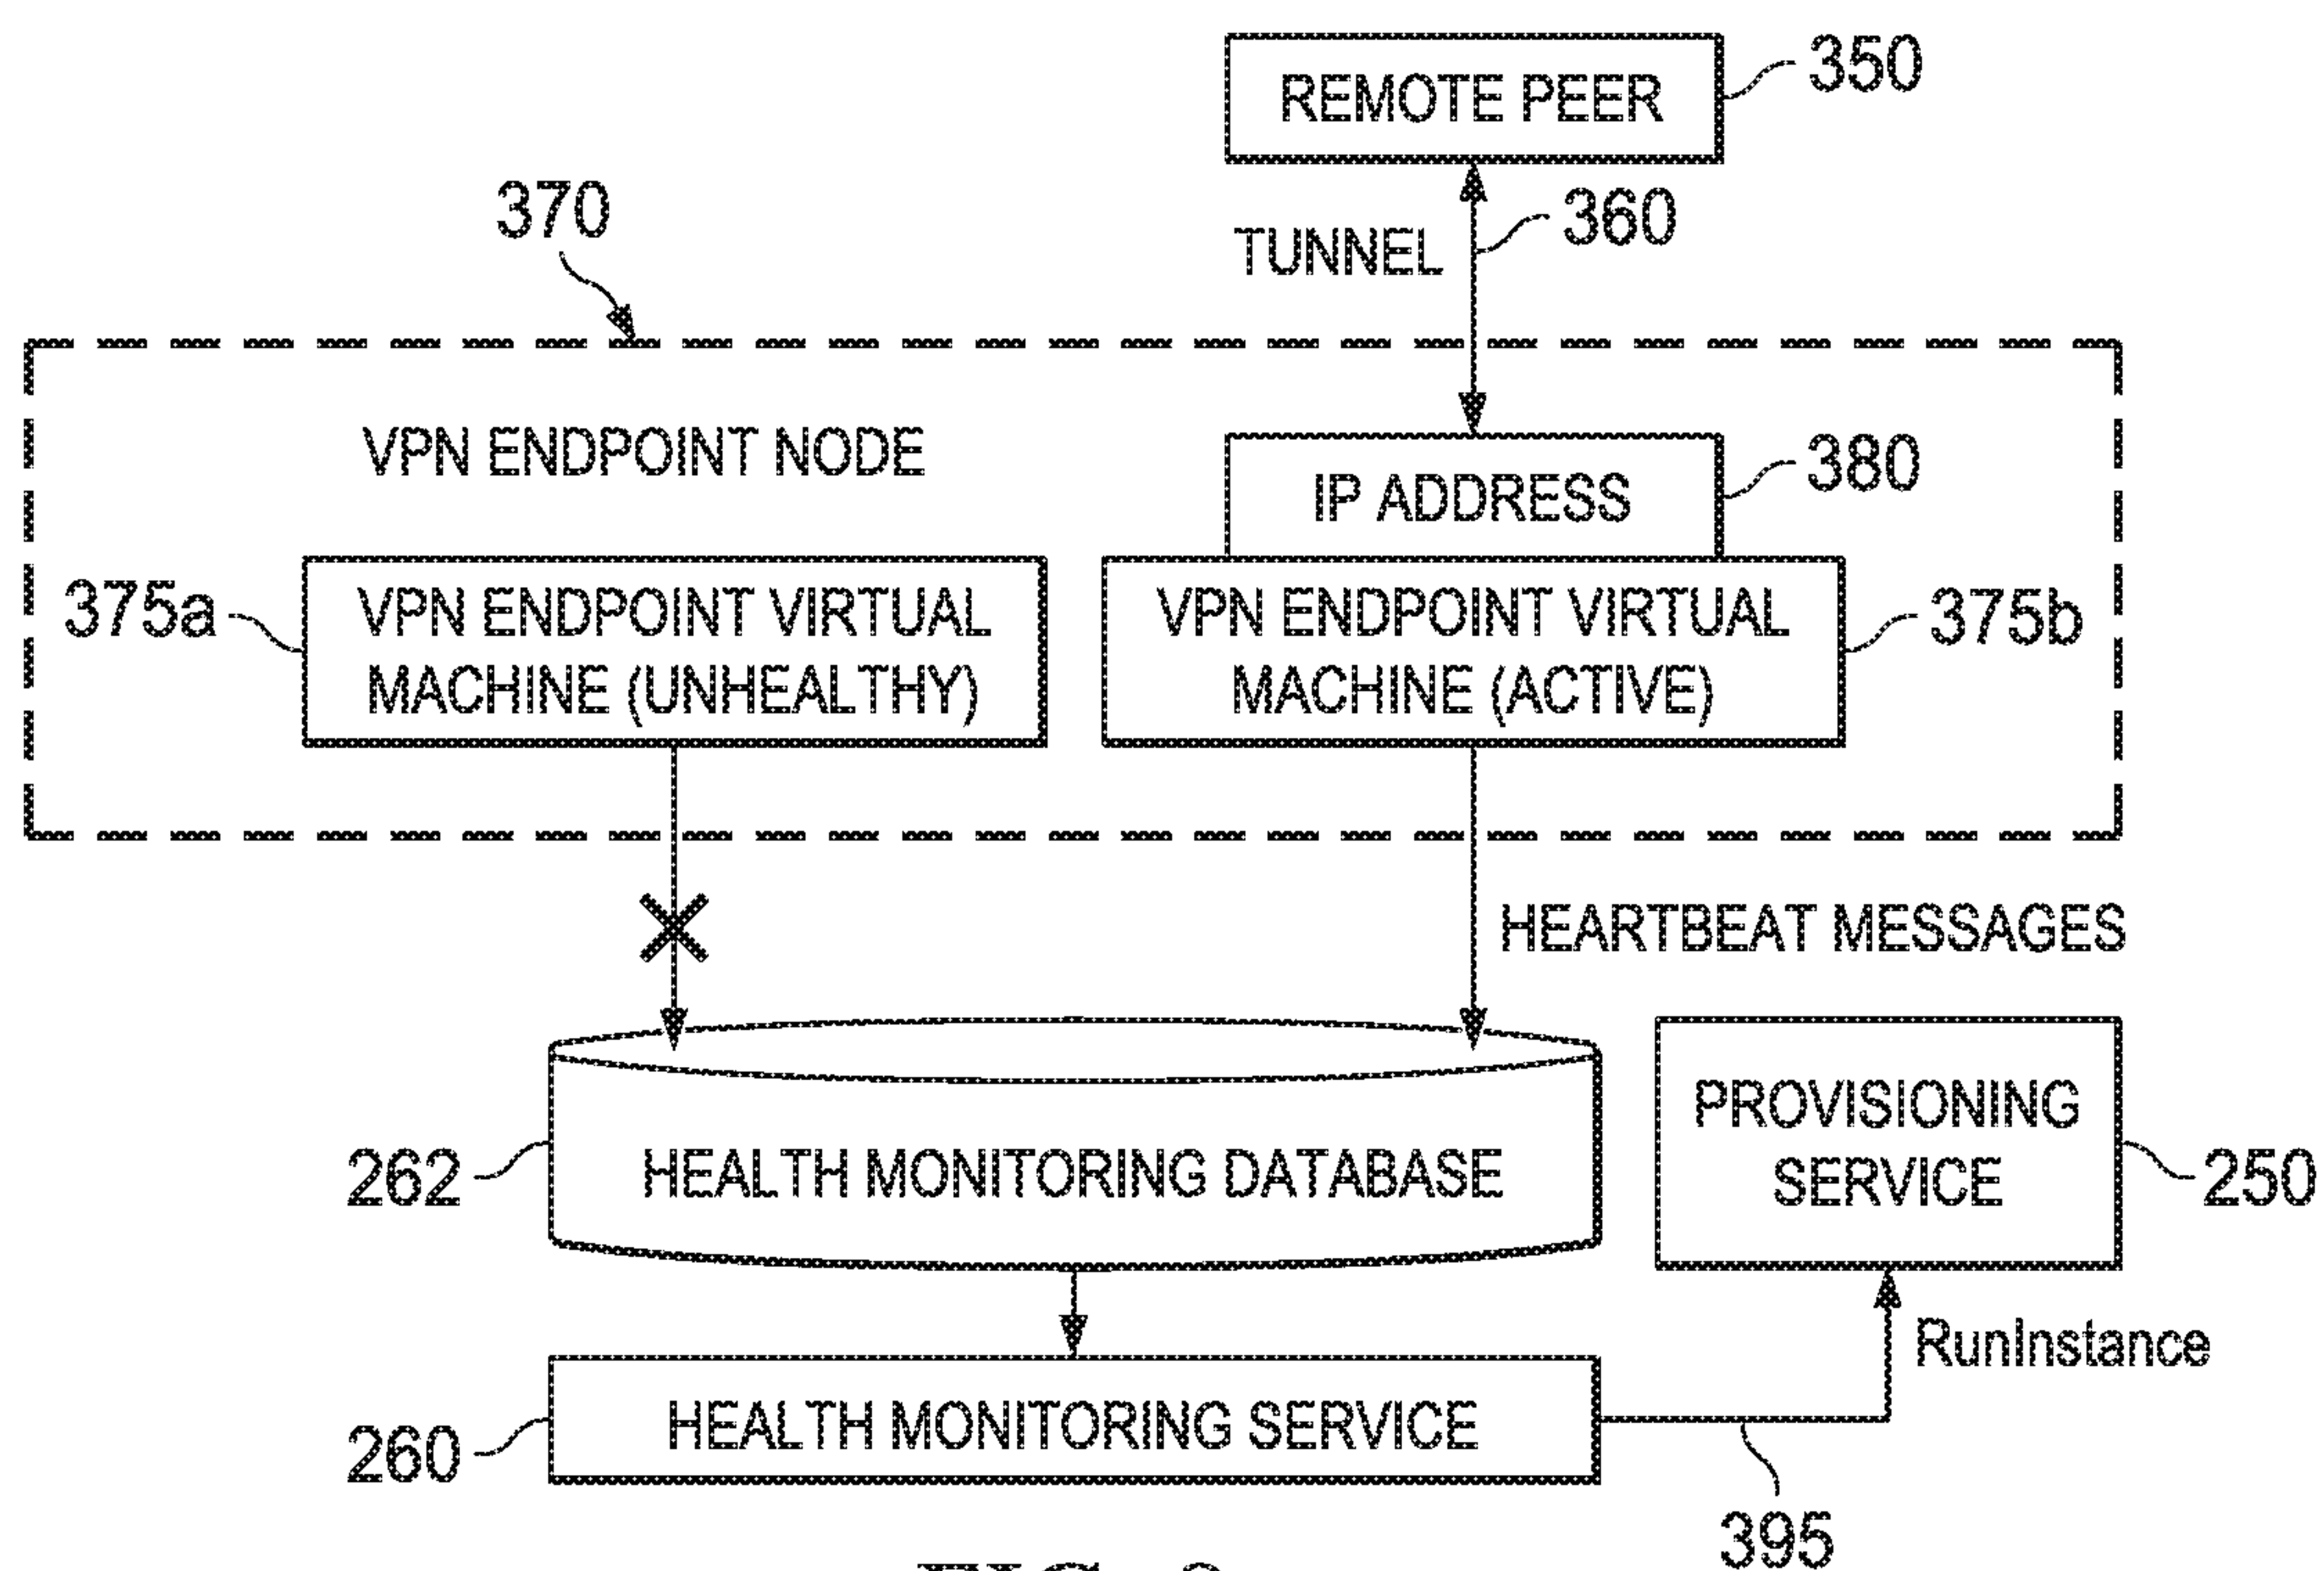 REMOTE PEER
350
370
TUNNEL
360
VPN ENDPOINT NODE
IP ADDRESS
380
375a
VPN ENDPOINT VIRTUAL
MACHINE (UNHEALTHY)
VPN ENDPOINT VIRTUAL
MACHINE (ACTIVE)
375b
HEARTBEAT MESSAGES
262
HEALTH MONITORING DATABASE
PROVISIONING
SERVICE
250
RunInstance
260
HEALTH MONITORING SERVICE
395